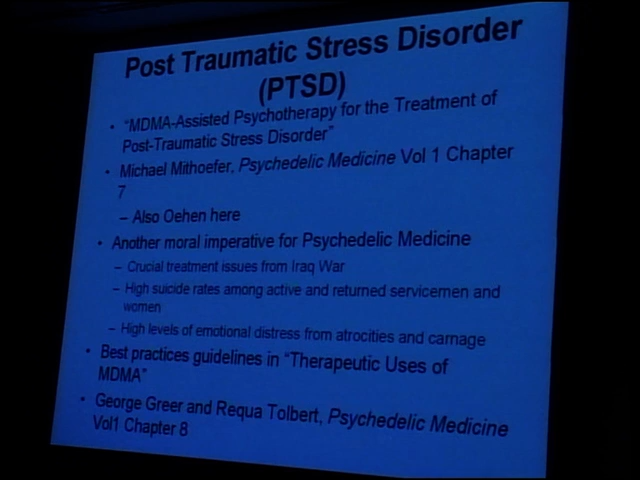 Post Traumatic Stress Disorder
(PTSD)
• "MDMA-Assisted Psychotherapy for the Treatment of
Post-Traumatic Stress Disorder"
• Michael Mithoefer, Psychedelic Medicine Vol 1 Chapter
7
– Also Oehen here
• Another moral imperative for Psychedelic Medicine
– Crucial treatment issues from Iraq War
– High suicide rates among active and returned servicemen and
women
– High levels of emotional distress from atrocities and carnage
• Best practices guidelines in "Therapeutic Uses of
MDMA"
• George Greer and Requa Tolbert, Psychedelic Medicine
Vol1 Chapter 8